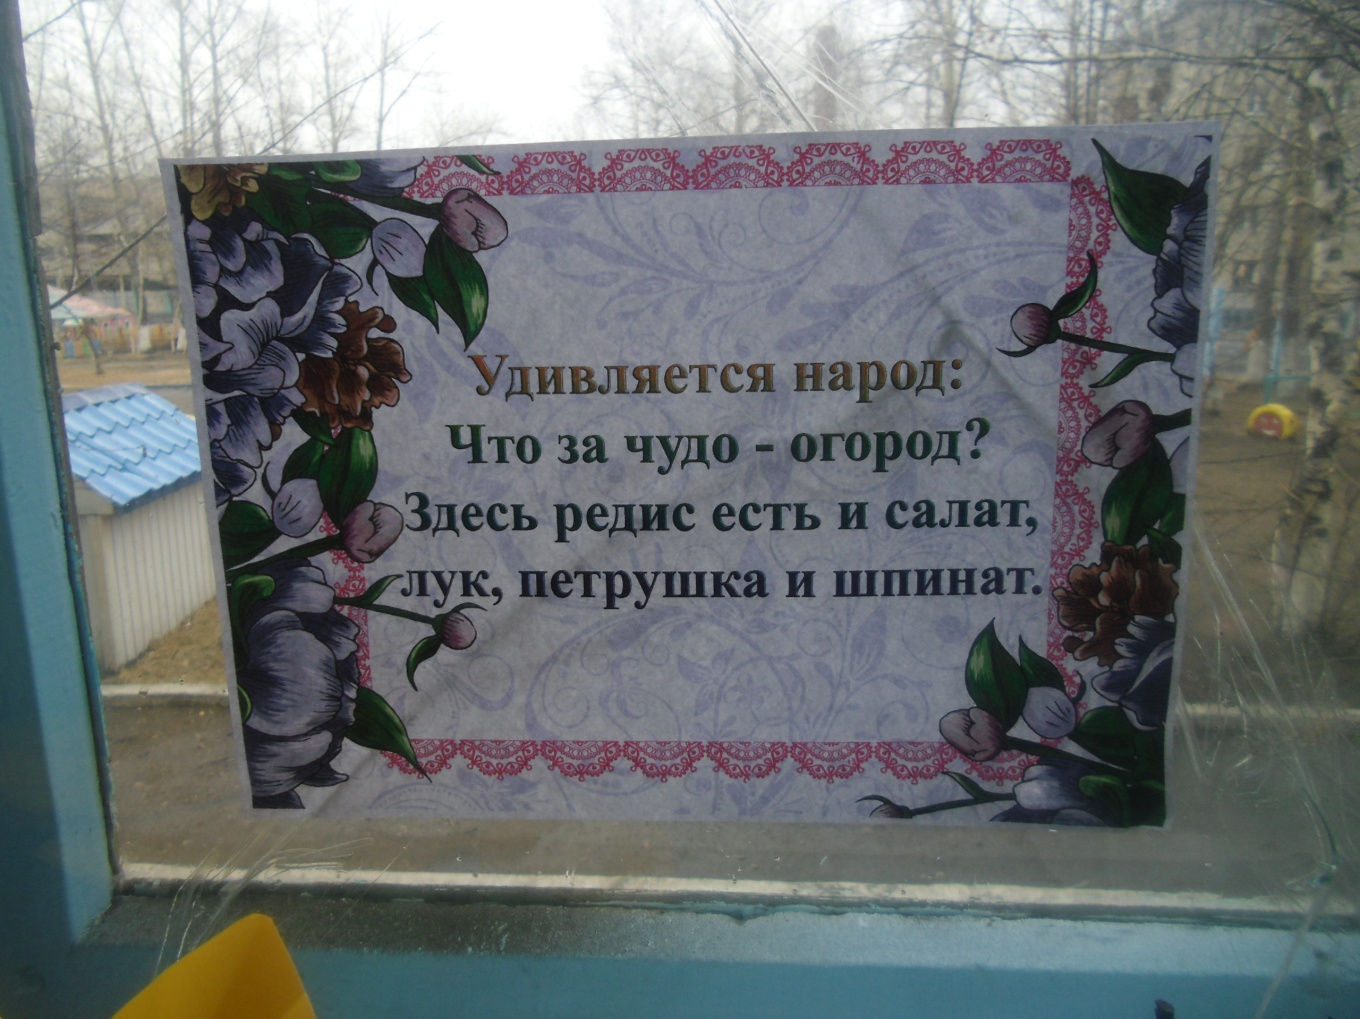 Удивляется народ:
Что за чудо - огород?
Здесь редис есть и салат,
лук, петрушка и шпинат.